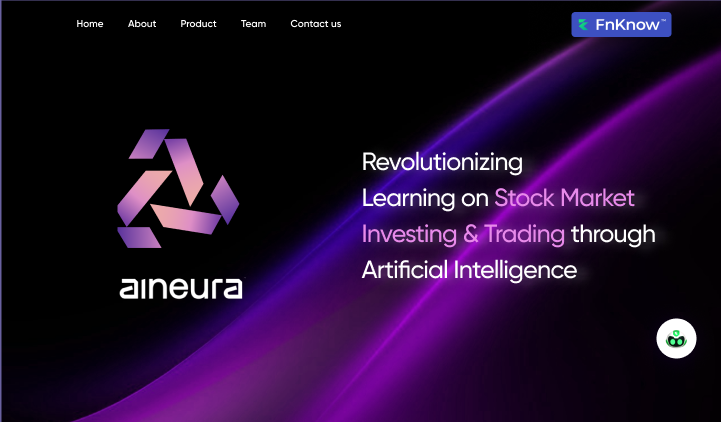 Home About Product Team Contact us
FnKnow™
Revolutionizing
Learning on Stock Market
Investing & Trading through
Artificial Intelligence
aineura